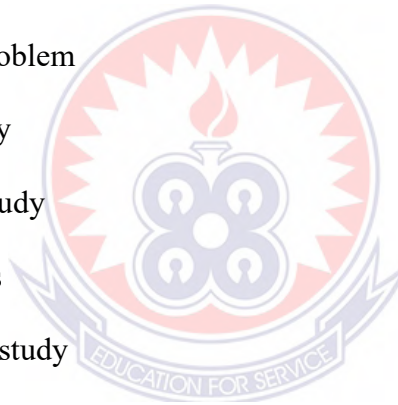 oblem
y
udy
s
study
EDUCATION FOR SERVICE